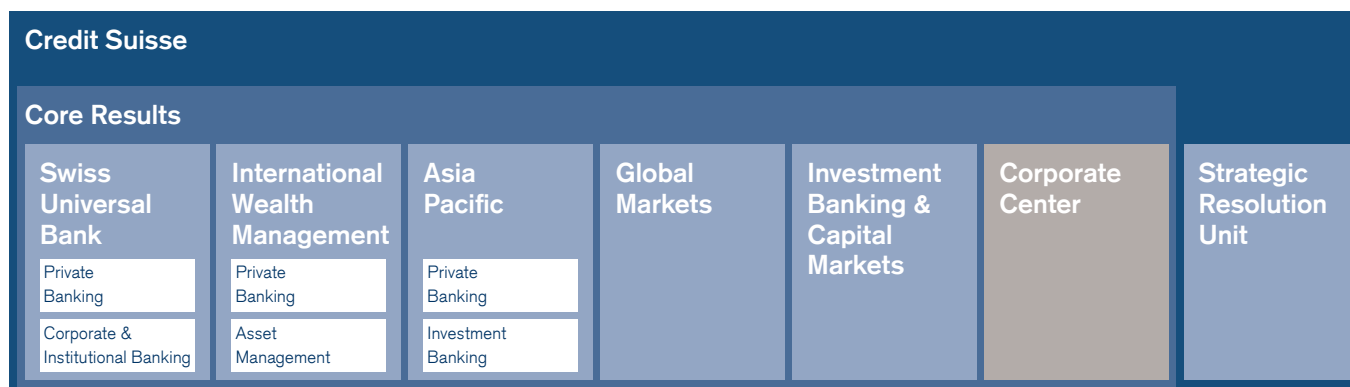 Credit Suisse
Core Results
Swiss
Universal
Bank
Private
Banking
Corporate &
Institutional Banking
International
Wealth
Management
Private
Banking
Asset
Management
Asia
Pacific
Private
Banking
Investment
Banking
Global
Markets
Investment
Banking &
Capital
Markets
Corporate
Center
Strategic
Resolution
Unit